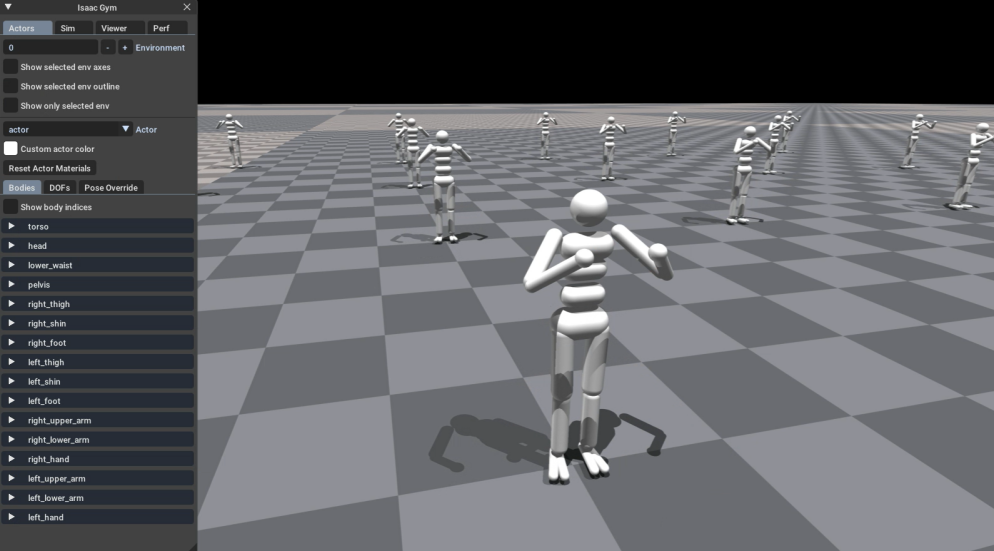 Isaac Gym
Actors Sim Viewer Perf
0 - + Environment
Show selected env axes
Show selected env outline
Show only selected env
actor Actor
Custom actor color
Reset Actor Materials
Bodies DOFs Pose Override
Show body indices
torso
head
lower_waist
pelvis
right_thigh
right_shin
right_foot
left_thigh
left_shin
left_foot
right_upper_arm
right_lower_arm
right_hand
left_upper_arm
left_lower_arm
left_hand